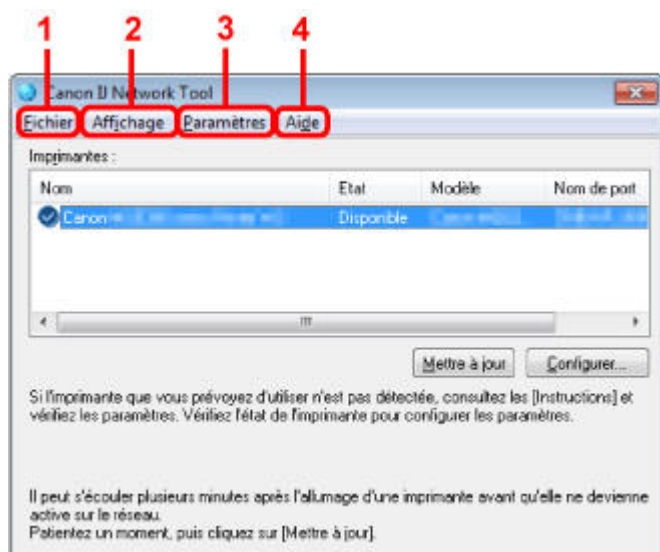 1 2 3 4
Canon IJ Network Tool
Fichier Affichage Paramètres Aide
Imprimantes :
Nom Etat Modèle Nom de port
Canon Disponible
Mettre à jour Configurer...
Si l'imprimante que vous prévoyez d'utiliser n'est pas détectée, consultez les [Instructions] et
vérifiez les paramètres. Vérifiez l'état de l'imprimante pour configurer les paramètres.
Il peut s'écouler plusieurs minutes après l'allumage d'une imprimante avant qu'elle ne devienne
active sur le réseau.
Patientez un moment, puis cliquez sur [Mettre à jour].